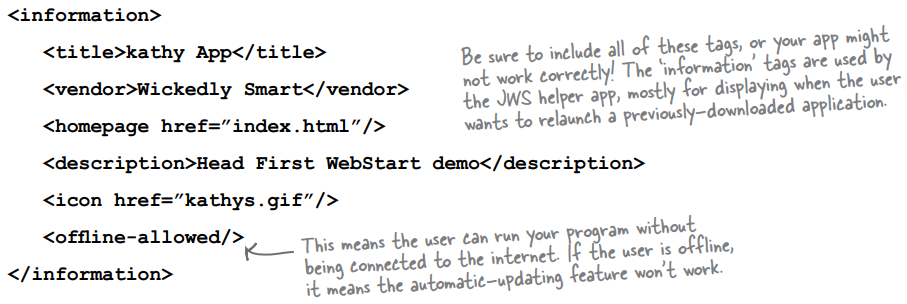 <information>
<title>kathy App</title>
<vendor>Wickedly Smart</vendor>
<homepage href=”index.html”/>
<description>Head First WebStart demo</description>
<icon href=”kathys.gif”/>
<offline-allowed/>
</information>
Be sure to include all of these tags, or your app might
not work correctly! The ‘information’ tags are used by
the JWS helper app, mostly for displaying when the user
wants to relaunch a previously-downloaded application.
This means the user can run your program without
being connected to the internet. If the user is offline,
it means the automatic-updating feature won’t work.